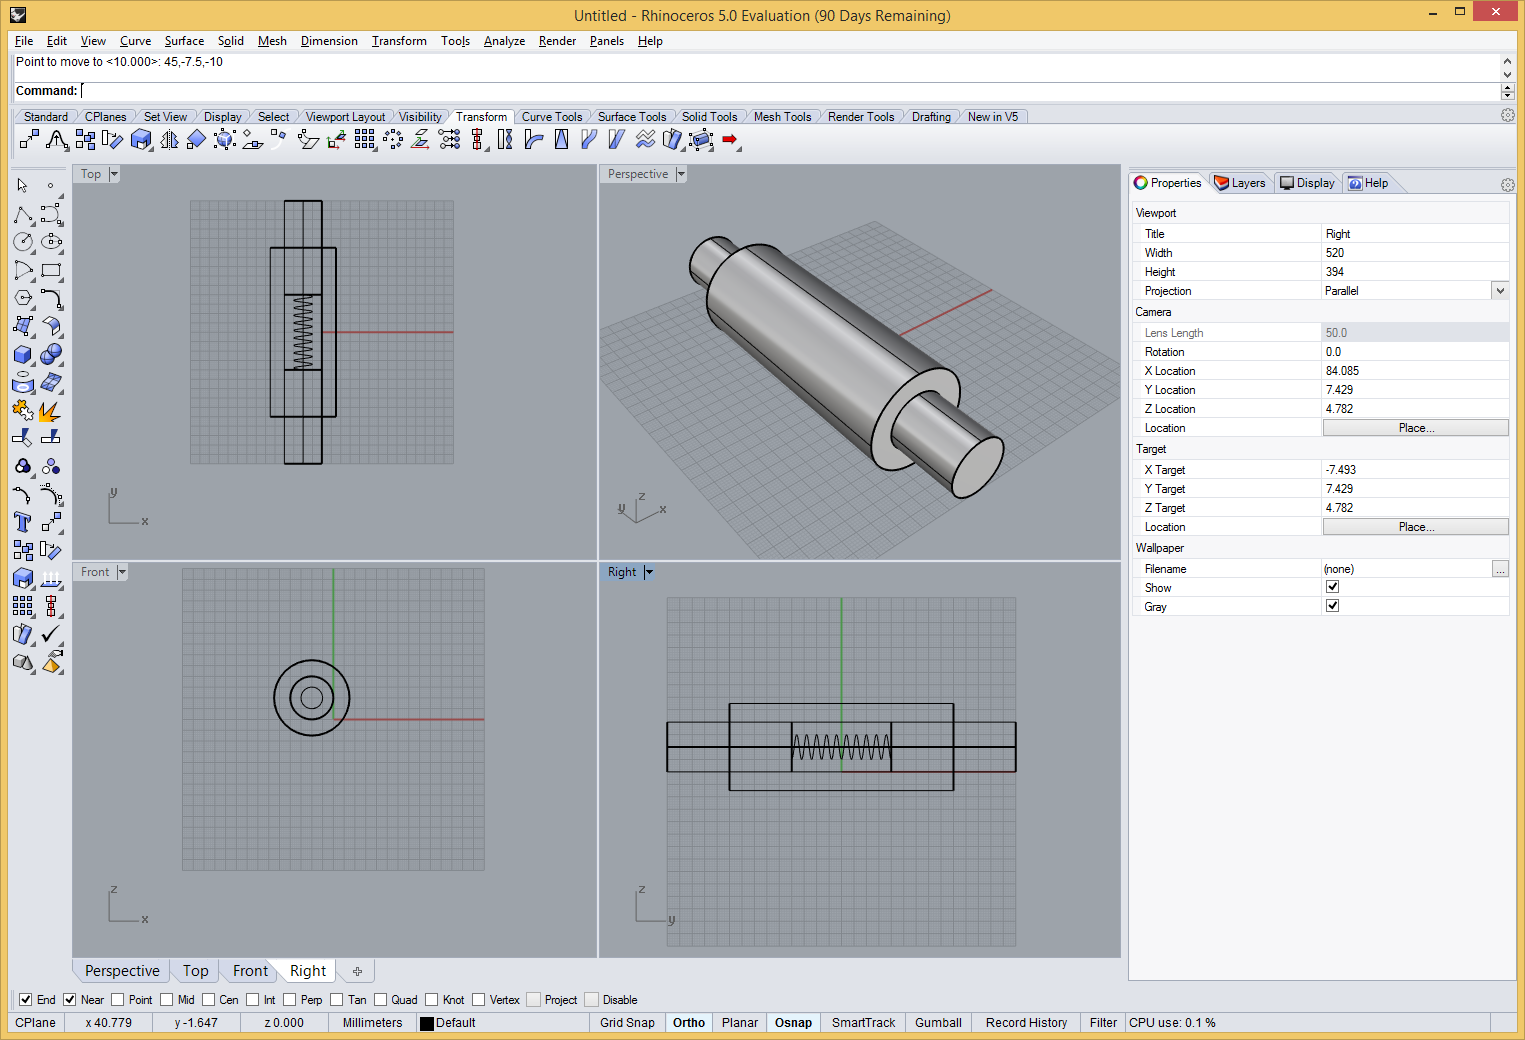 Untitled - Rhinoceros 5.0 Evaluation (90 Days Remaining)
File Edit View Curve Surface Solid Mesh Dimension Transform Tools Analyze Render Panels Help
Point to move to <10.000>: 45,-7.5,-10
Command:
Standard CPlanes Set View Display Select Viewport Layout Visibility Transform Curve Tools Surface Tools Solid Tools Mesh Tools Render Tools Drafting New in V5
Top
y
x
Perspective
z
y
x
Front
z
x
Right
z
y
Properties Layers Display Help
Viewport
Title Right
Width 520
Height 394
Projection Parallel
Camera
Lens Length 50.0
Rotation 0.0
X Location 84.085
Y Location 7.429
Z Location 4.782
Location Place...
Target
X Target -7.493
Y Target 7.429
Z Target 4.782
Location Place...
Wallpaper
Filename (none) ...
Show
Gray
Perspective Top Front Right
End Near Point Mid Cen Int Perp Tan Quad Knot Vertex Project Disable
CPlane x 40.779 y -1.647 z 0.000 Millimeters Default Grid Snap Ortho Planar Osnap SmartTrack Gumball Record History Filter CPU use: 0.1 %